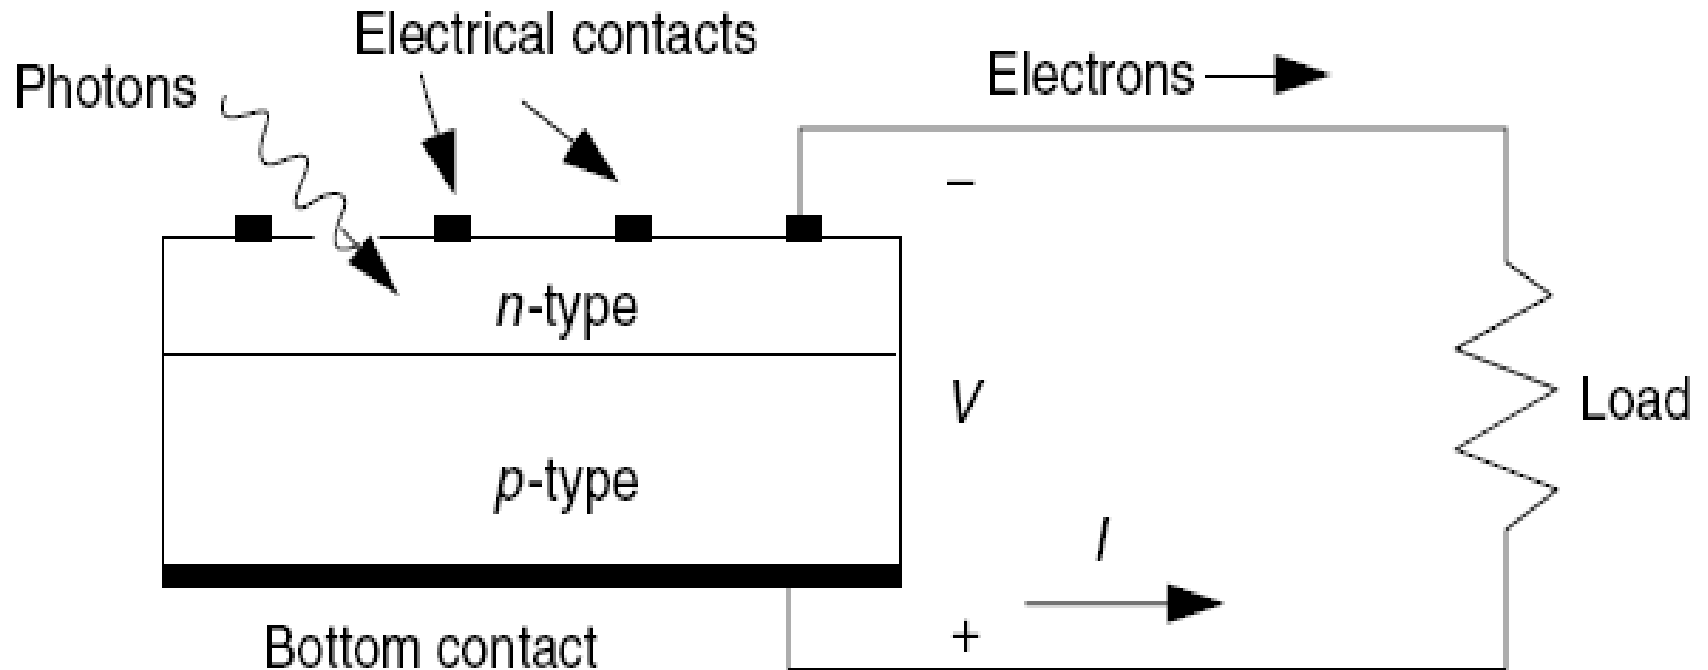 Electrical contacts
Photons
Electrons
–
n-type
V
Load
p-type
I
+
Bottom contact